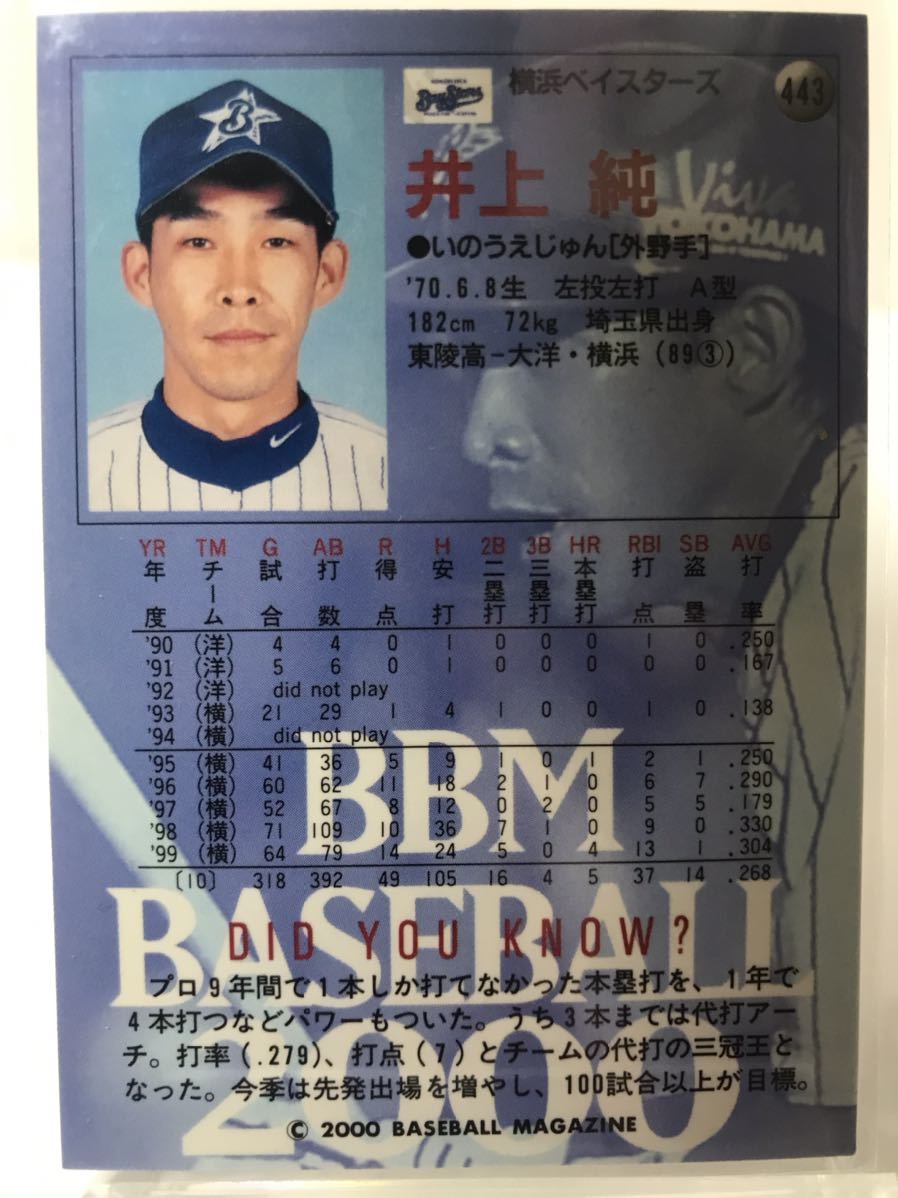 横浜ベイスターズ
443
BayStars
井上 純
Viva
YOKOHAMA
●いのうえじゅん[外野手]
'70.6.8生 左投左打 A型
182cm 72kg 埼玉県出身
東陵高-大洋・横浜(89③)
B
YR TM G AB R H 2B 3B HR RBI SB AVG
年度 チーム 試合 打数 得点 安打 二塁打 三塁打 本塁打 打点 盗塁 打率
'90 (洋) 4 4 0 1 0 0 0 1 0 .250
'91 (洋) 5 6 0 1 0 0 0 0 0 .167
'92 (洋) did not play
'93 (横) 21 29 1 4 1 0 0 1 0 .138
'94 (横) did not play
'95 (横) 41 36 5 9 1 0 1 2 1 .250
'96 (横) 60 62 11 18 2 1 0 6 7 .290
'97 (横) 52 67 8 12 0 2 0 5 5 .179
'98 (横) 71 109 10 36 7 1 0 9 0 .330
'99 (横) 64 79 14 24 5 0 4 13 1 .304
〔10〕 318 392 49 105 16 4 5 37 14 .268
BBM
BASEBALL
2000
DID YOU KNOW?
プロ9年間で1本しか打てなかった本塁打を、1年で
4本打つなどパワーもついた。うち3本までは代打アー
チ。打率(.279)、打点(7)とチームの代打の三冠王と
なった。今季は先発出場を増やし、100試合以上が目標。
© 2000 BASEBALL MAGAZINE